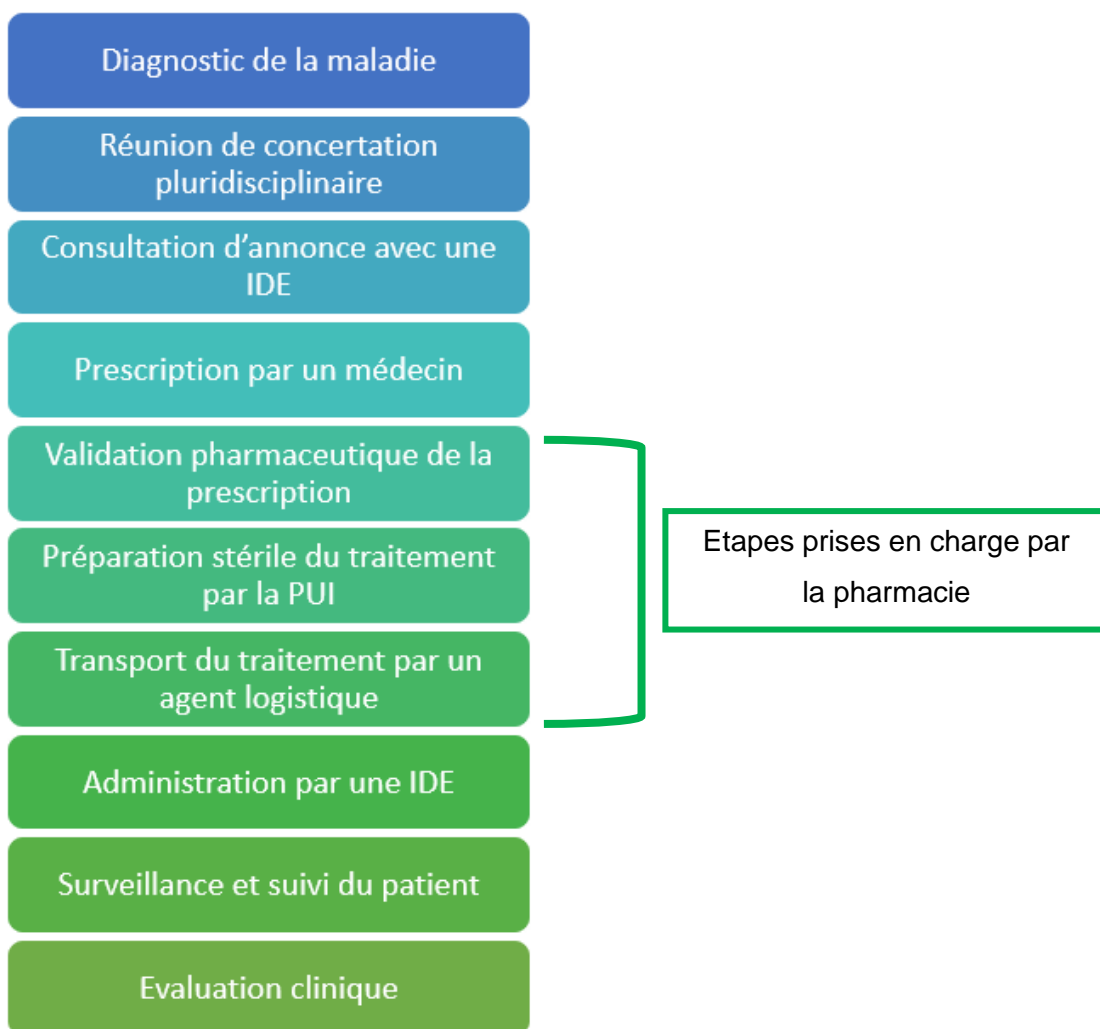 Diagnostic de la maladie
Réunion de concertation
pluridisciplinaire
Consultation d'annonce avec une
IDE
Prescription par un médecin
Validation pharmaceutique de la
prescription
Préparation stérile du traitement
par la PUI
Transport du traitement par un
agent logistique
Etapes prises en charge par
la pharmacie
Administration par une IDE
Surveillance et suivi du patient
Evaluation clinique